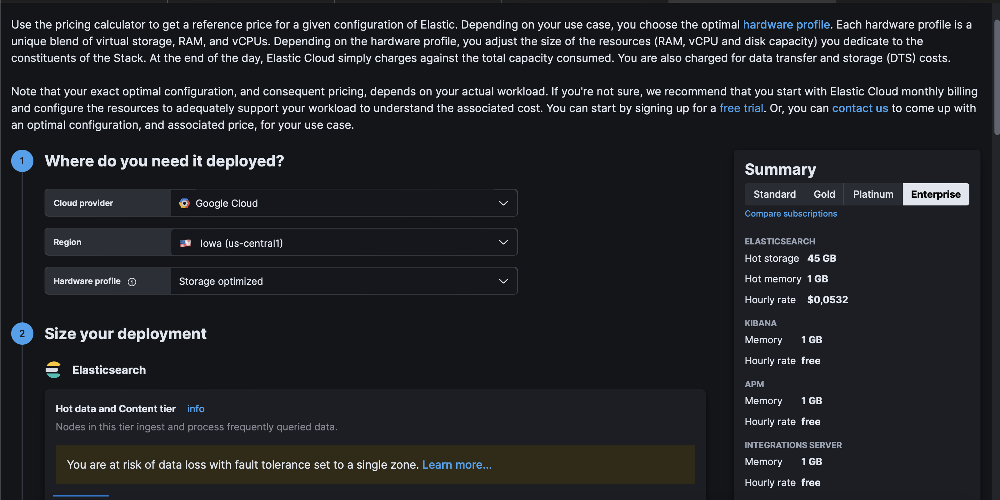 Use the pricing calculator to get a reference price for a given configuration of Elastic. Depending on your use case, you choose the optimal hardware profile. Each hardware profile is a
unique blend of virtual storage, RAM, and vCPUs. Depending on the hardware profile, you adjust the size of the resources (RAM, vCPU and disk capacity) you dedicate to the
constituents of the Stack. At the end of the day, Elastic Cloud simply charges against the total capacity consumed. You are also charged for data transfer and storage (DTS) costs.
Note that your exact optimal configuration, and consequent pricing, depends on your actual workload. If you're not sure, we recommend that you start with Elastic Cloud monthly billing
and configure the resources to adequately support your workload to understand the associated cost. You can start by signing up for a free trial. Or, you can contact us to come up with
an optimal configuration, and associated price, for your use case.
1 Where do you need it deployed?
Cloud provider Google Cloud
Region Iowa (us-central1)
Hardware profile Storage optimized
2 Size your deployment
Elasticsearch
Hot data and Content tier info
Nodes in this tier ingest and process frequently queried data.
You are at risk of data loss with fault tolerance set to a single zone. Learn more...
Summary
Standard Gold Platinum Enterprise
Compare subscriptions
ELASTICSEARCH
Hot storage 45 GB
Hot memory 1 GB
Hourly rate $0,0532
KIBANA
Memory 1 GB
Hourly rate free
APM
Memory 1 GB
Hourly rate free
INTEGRATIONS SERVER
Memory 1 GB
Hourly rate free